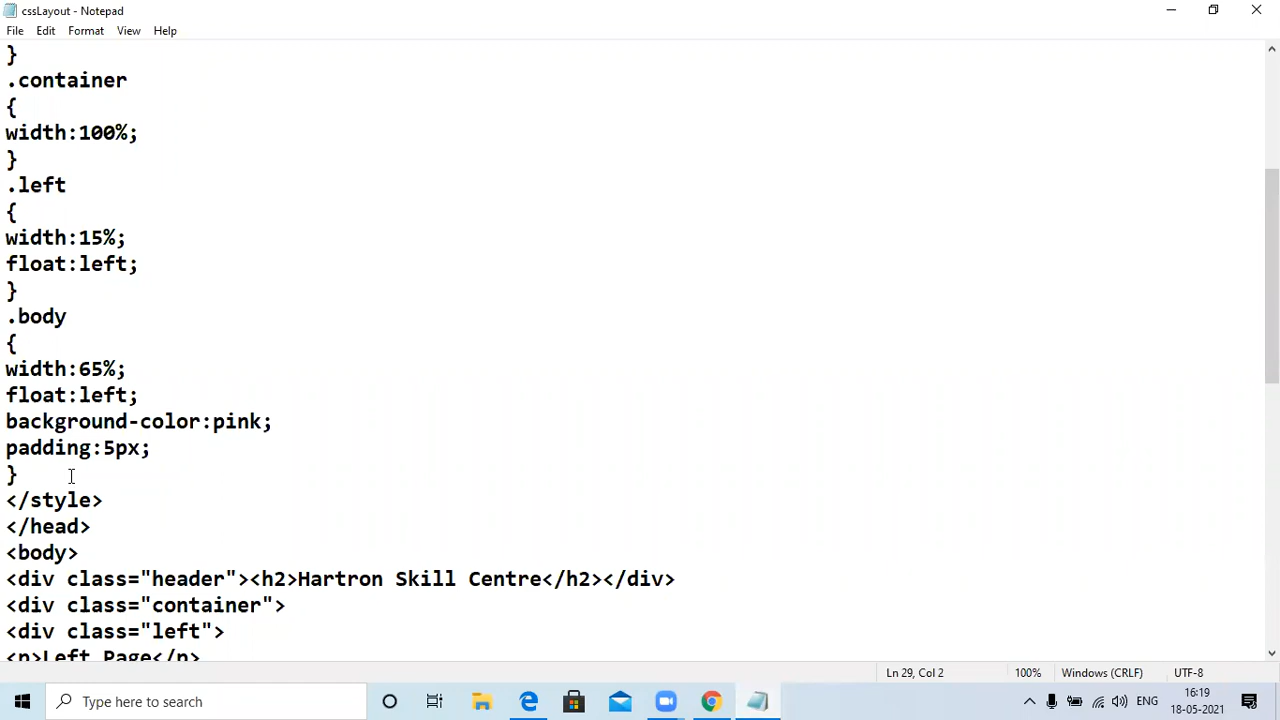 cssLayout - Notepad
File Edit Format View Help
}
.container
{
width:100%;
}
.left
{
width:15%;
float:left;
}
.body
{
width:65%;
float:left;
background-color:pink;
padding:5px;
}
</style>
</head>
<body>
<div class="header"><h2>Hartron Skill Centre</h2></div>
<div class="container">
<div class="left">
<p>Left Page</p>
Ln 29, Col 2 100% Windows (CRLF) UTF-8
Type here to search
ENG
16:19
18-05-2021